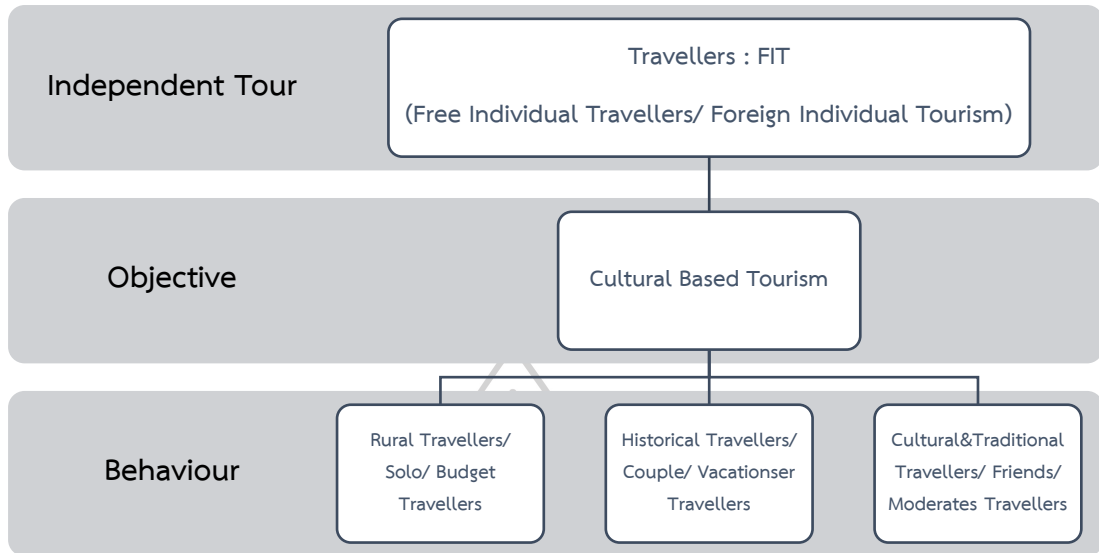 Independent Tour
Travellers : FIT
(Free Individual Travellers/ Foreign Individual Tourism)
Objective
Cultural Based Tourism
Behaviour
Rural Travellers/
Solo/ Budget
Travellers
Historical Travellers/
Couple/ Vacationser
Travellers
Cultural&Traditional
Travellers/ Friends/
Moderates Travellers